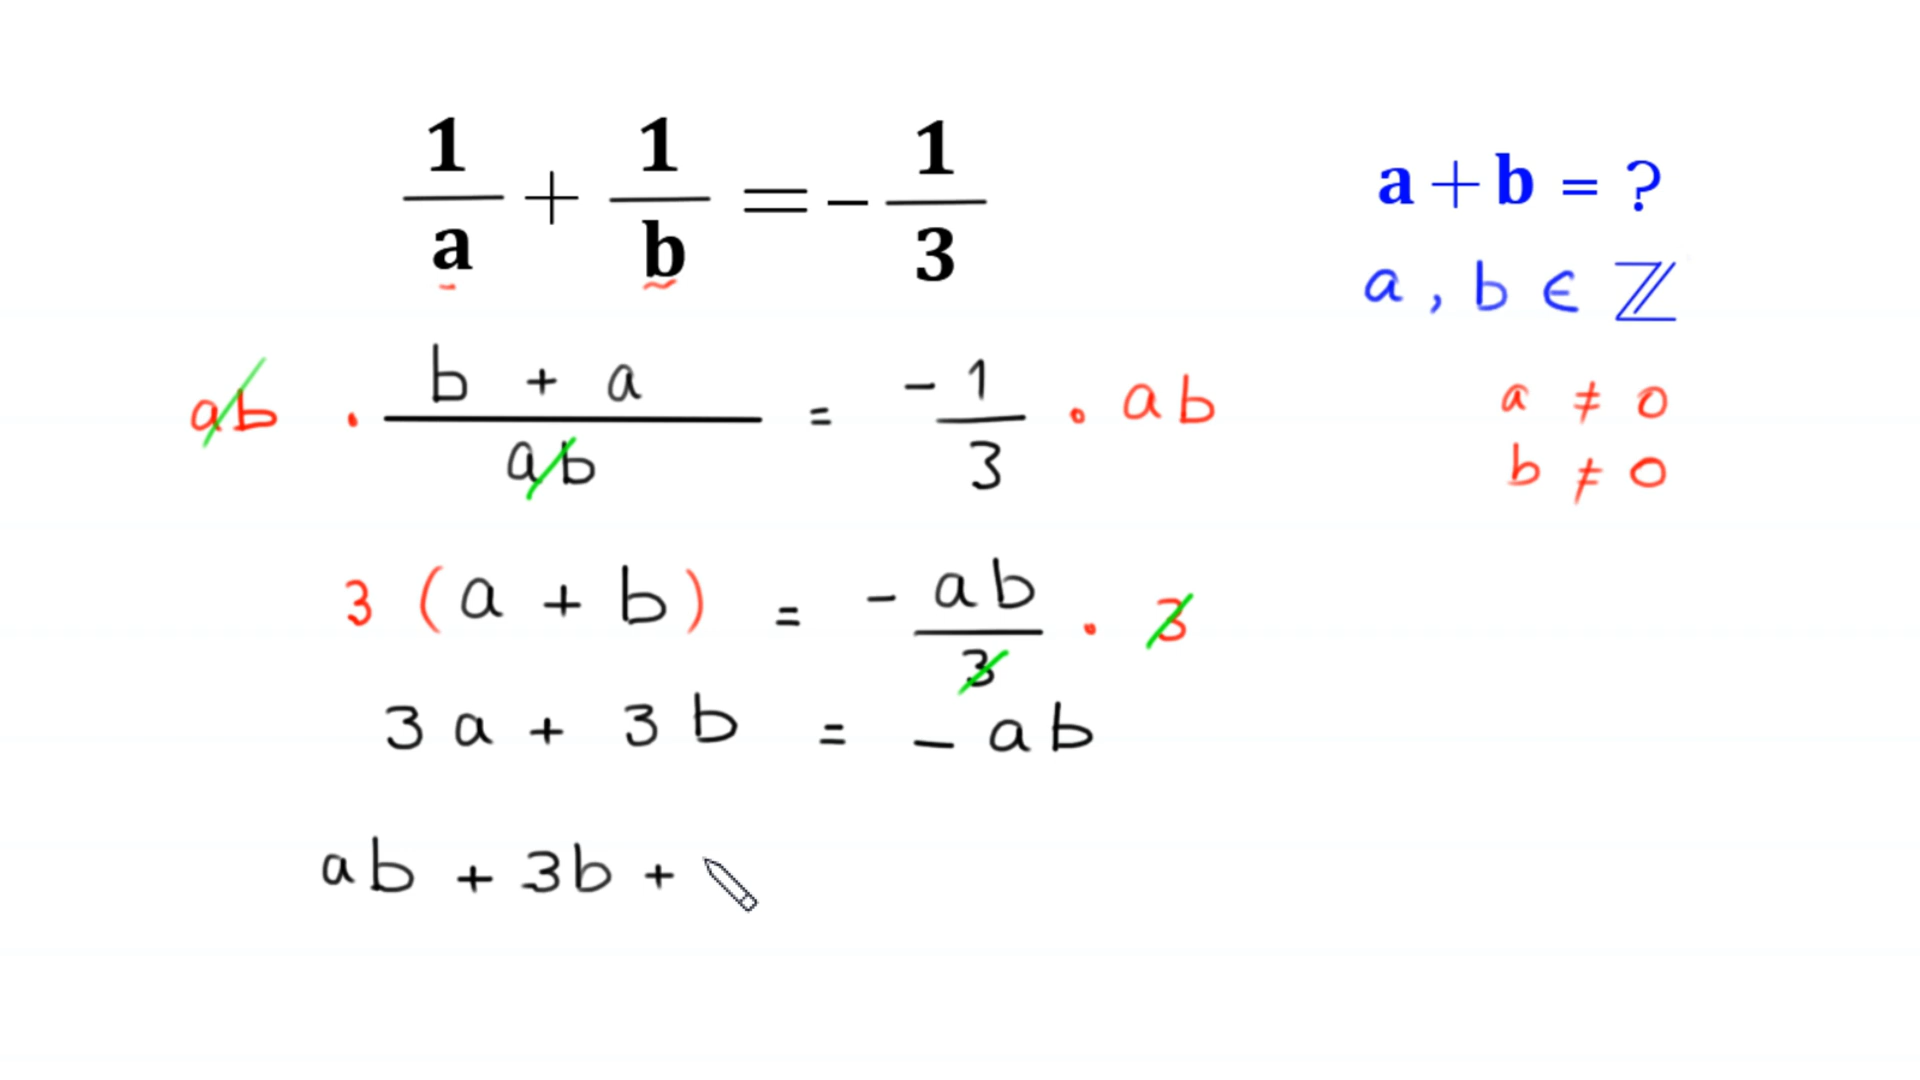 1/a + 1/b = - 1/3
a + b = ?
a , b ∈ ℤ
ab · (b + a)/ab = -1/3 · ab
a ≠ 0
b ≠ 0
3 (a + b) = - ab/3 · 3
3a + 3b = - ab
ab + 3b +